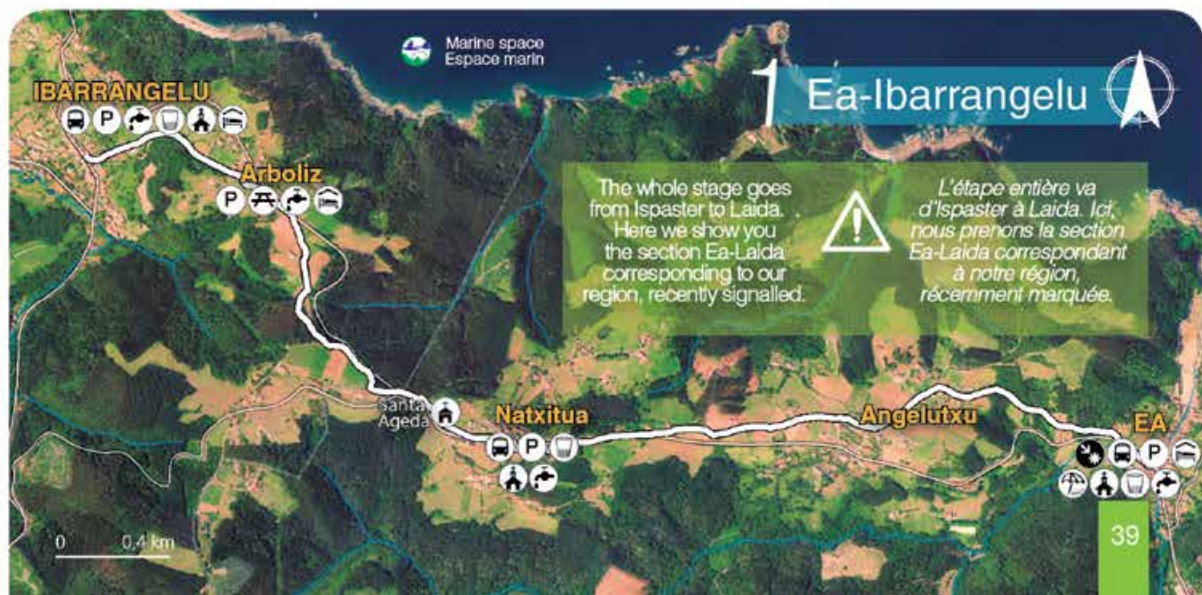 Marine space
Espace marin
1 Ea-Ibarrangelu
IBARRANGELU
P
Arboliz
P
The whole stage goes
from Ispaster to Laida. .
Here we show you
the section Ea-Laida
corresponding to our
region, recently signalled.
L'étape entière va
d'Ispaster à Laida. Ici,
nous prenons la section
Ea-Laida correspondant
à notre région,
récemment marquée.
Santa
Ageda
Natxitua
P
Angelutxu
EA
P
0 0,4 km
39